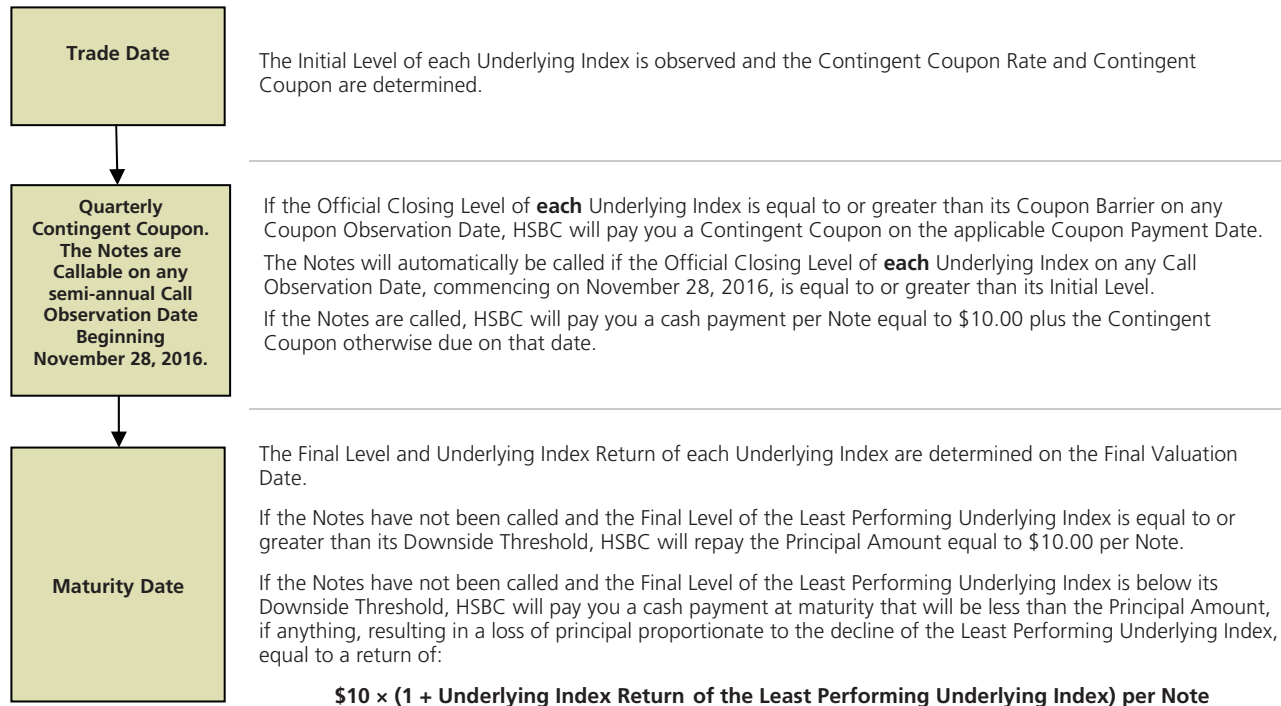 Trade Date
The Initial Level of each Underlying Index is observed and the Contingent Coupon Rate and Contingent
Coupon are determined.
Quarterly
Contingent Coupon.
The Notes are
Callable on any
semi-annual Call
Observation Date
Beginning
November 28, 2016.
If the Official Closing Level of each Underlying Index is equal to or greater than its Coupon Barrier on any
Coupon Observation Date, HSBC will pay you a Contingent Coupon on the applicable Coupon Payment Date.
The Notes will automatically be called if the Official Closing Level of each Underlying Index on any Call
Observation Date, commencing on November 28, 2016, is equal to or greater than its Initial Level.
If the Notes are called, HSBC will pay you a cash payment per Note equal to $10.00 plus the Contingent
Coupon otherwise due on that date.
Maturity Date
The Final Level and Underlying Index Return of each Underlying Index are determined on the Final Valuation
Date.
If the Notes have not been called and the Final Level of the Least Performing Underlying Index is equal to or
greater than its Downside Threshold, HSBC will repay the Principal Amount equal to $10.00 per Note.
If the Notes have not been called and the Final Level of the Least Performing Underlying Index is below its
Downside Threshold, HSBC will pay you a cash payment at maturity that will be less than the Principal Amount,
if anything, resulting in a loss of principal proportionate to the decline of the Least Performing Underlying Index,
equal to a return of:
$10 × (1 + Underlying Index Return of the Least Performing Underlying Index) per Note